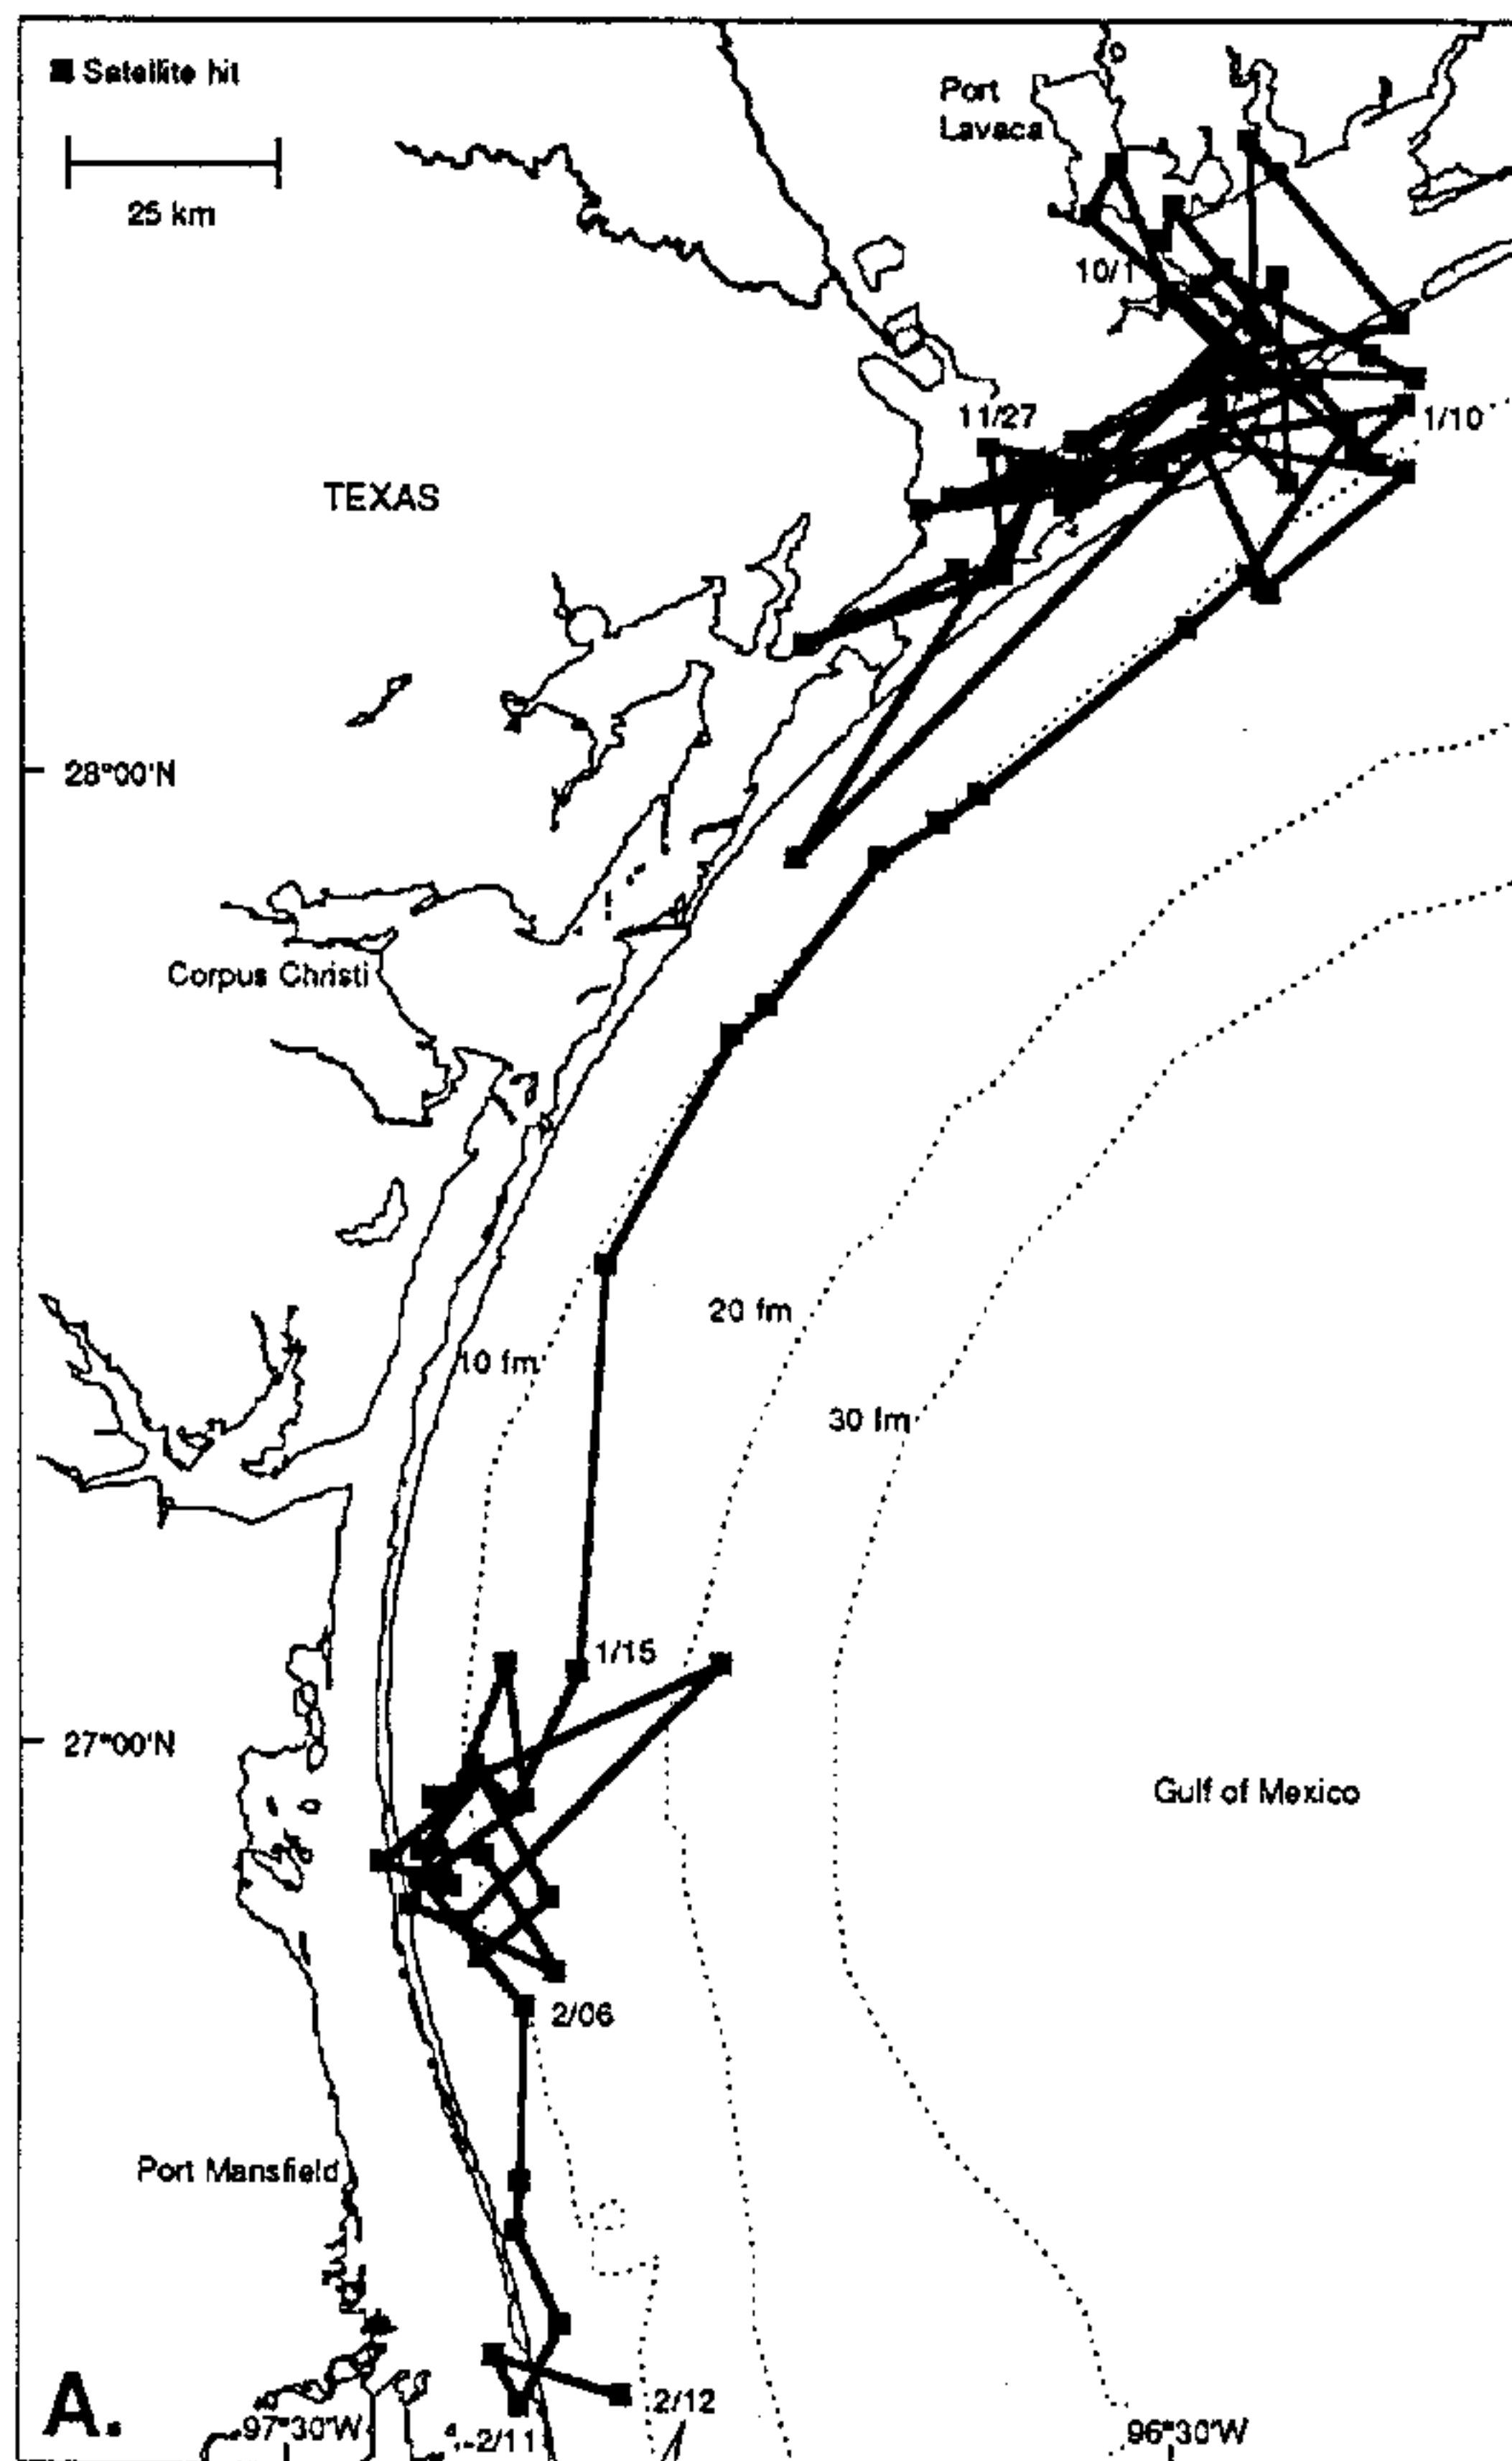 Satellite hit
25 km
Port
Lavaca
10/1
11/27
1/10
TEXAS
28°00'N
Corpus Christi
20 fm
10 fm
30 fm
1/15
27°00'N
Gulf of Mexico
2/06
Port Mansfield
2/12
A.
97°30'W
2/11
96°30'W